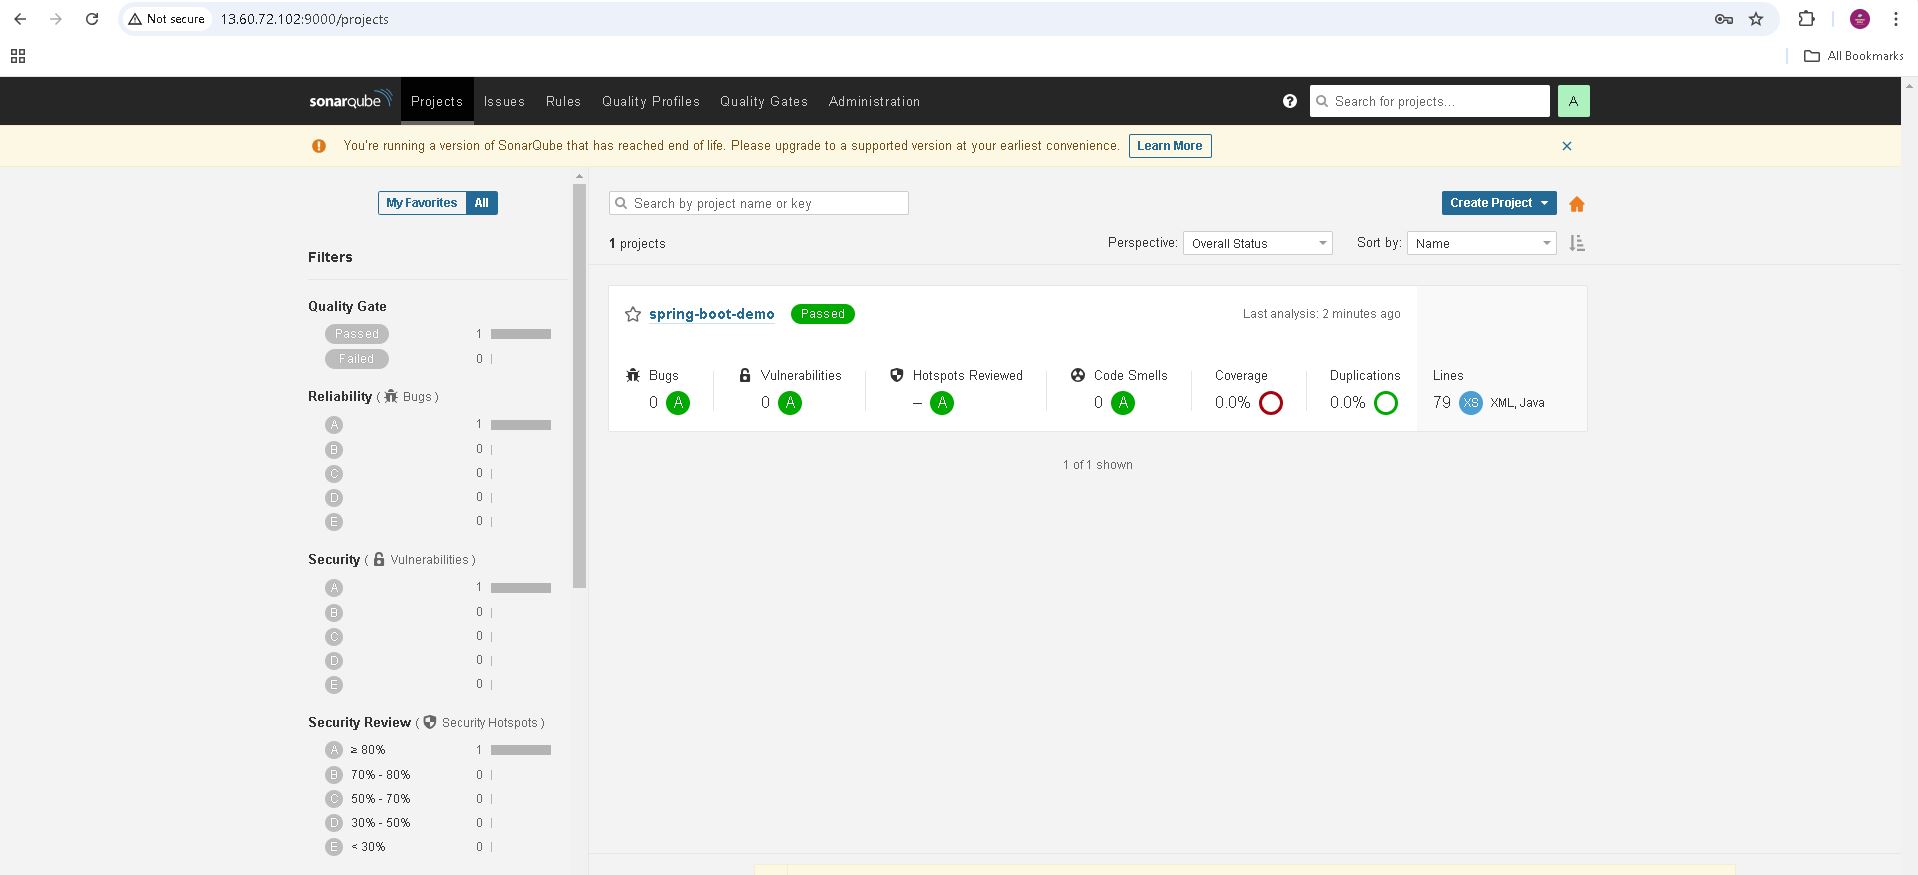 Not secure 13.60.72.102:9000/projects
All Bookmarks
sonarqube Projects Issues Rules Quality Profiles Quality Gates Administration ? Search for projects... A
You're running a version of SonarQube that has reached end of life. Please upgrade to a supported version at your earliest convenience. Learn More
My Favorites All
Search by project name or key
Create Project
1 projects
Perspective: Overall Status Sort by: Name
Filters
Quality Gate
Passed 1
Failed 0
Reliability ( Bugs )
A 1
B 0
C 0
D 0
E 0
Security ( Vulnerabilities )
A 1
B 0
C 0
D 0
E 0
Security Review ( Security Hotspots )
A ≥ 80% 1
B 70% - 80% 0
C 50% - 70% 0
D 30% - 50% 0
E < 30% 0
spring-boot-demo Passed Last analysis: 2 minutes ago
Bugs Vulnerabilities Hotspots Reviewed Code Smells Coverage Duplications Lines
0 A 0 A – A 0 A 0.0% 0.0% 79 XS XML, Java
1 of 1 shown